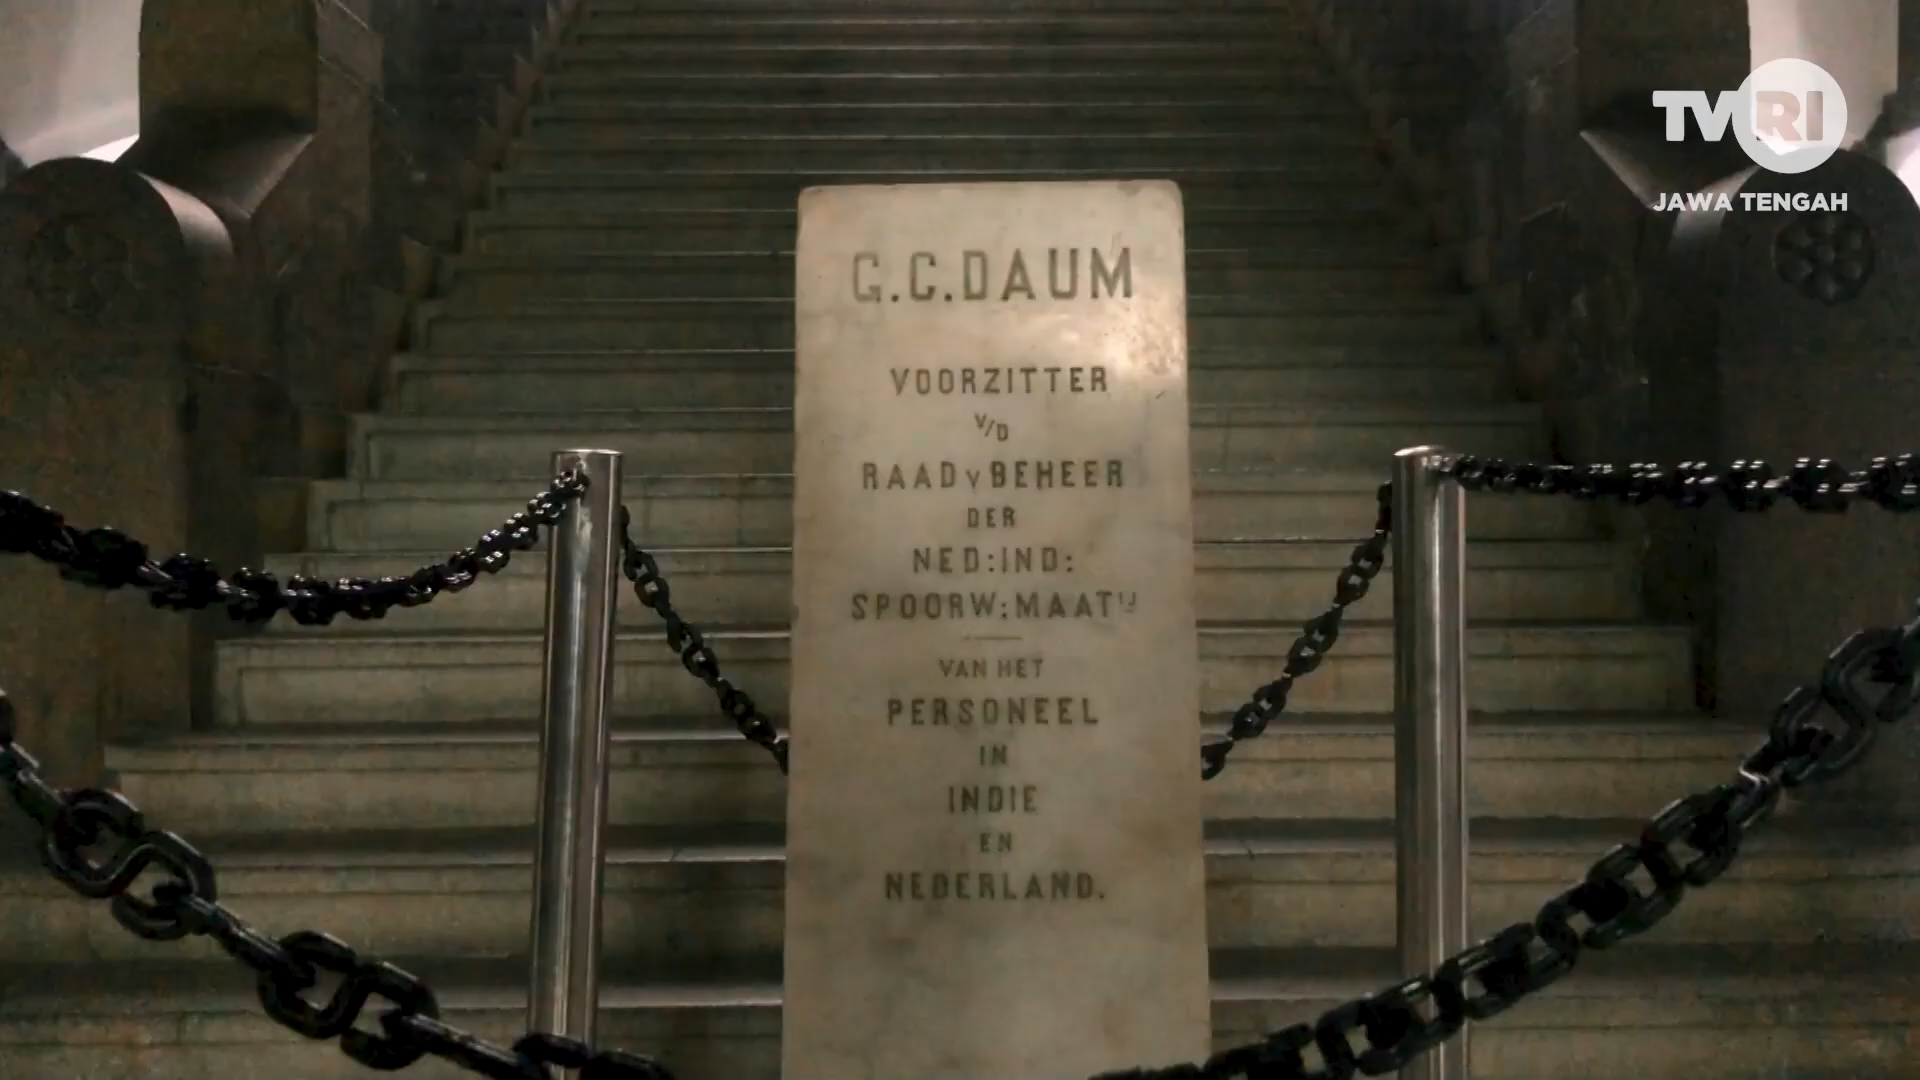 TVRI
JAWA TENGAH
G.C.DAUM
VOORZITTER
V/D
RAAD V BEHEER
DER
NED:IND:
SPOORW:MAATIJ
VAN HET
PERSONEEL
IN
INDIE
EN
NEDERLAND.